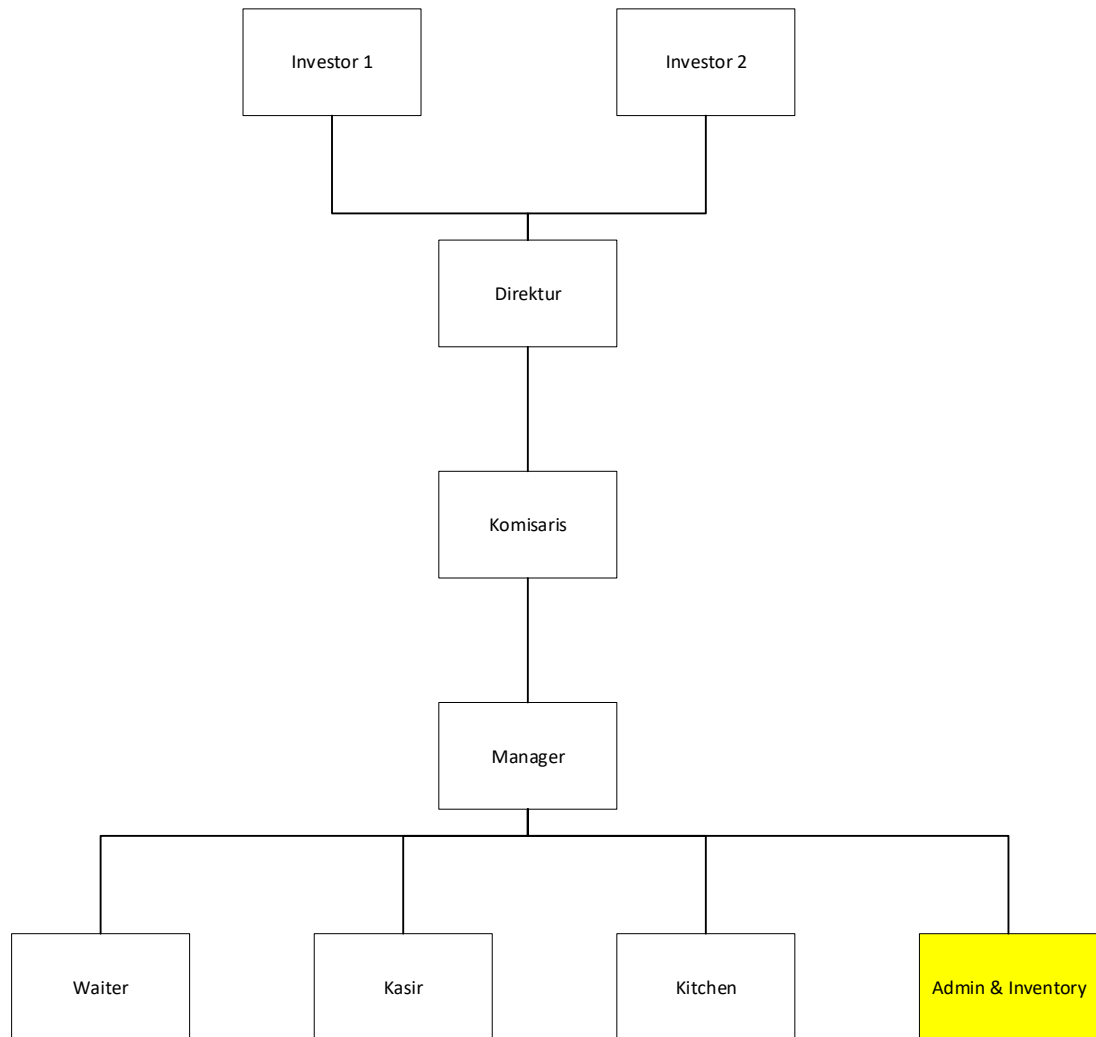 Investor 1
Investor 2
Direktur
Komisaris
Manager
Waiter
Kasir
Kitchen
Admin & Inventory